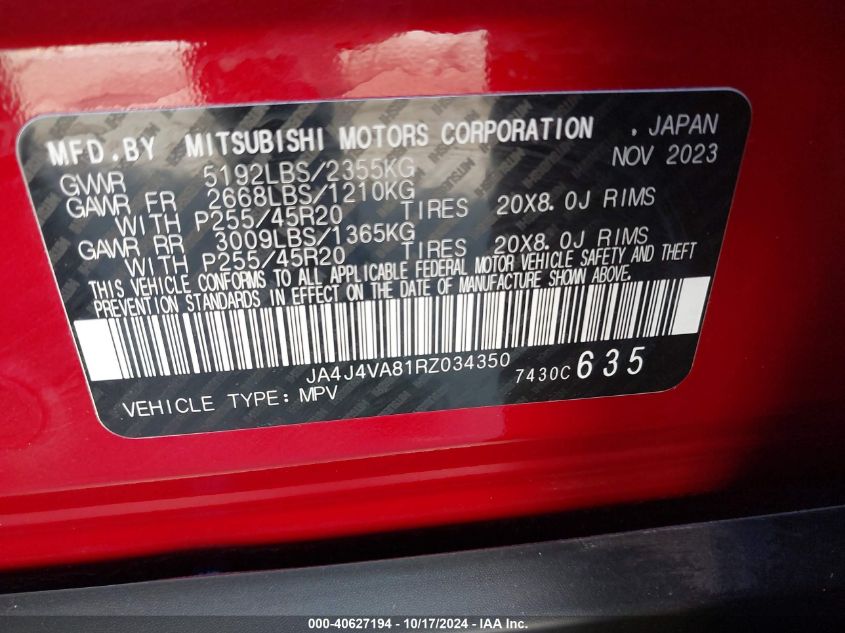 MFD.BY MITSUBISHI MOTORS CORPORATION . JAPAN
GVWR 5192LBS/2355KG NOV 2023
GAWR FR 2668LBS/1210KG
WITH P255/45R20 TIRES 20X8.0J RIMS
GAWR RR 3009LBS/1365KG
WITH P255/45R20 TIRES 20X8.0J RIMS
THIS VEHICLE CONFORMS TO ALL APPLICABLE FEDERAL MOTOR VEHICLE SAFETY AND THEFT
PREVENTION STANDARDS IN EFFECT ON THE DATE OF MANUFACTURE SHOWN ABOVE.
JA4J4VA81RZ034350 7430C 635
VEHICLE TYPE: MPV
000-40627194 - 10/17/2024 - IAA, LLC.